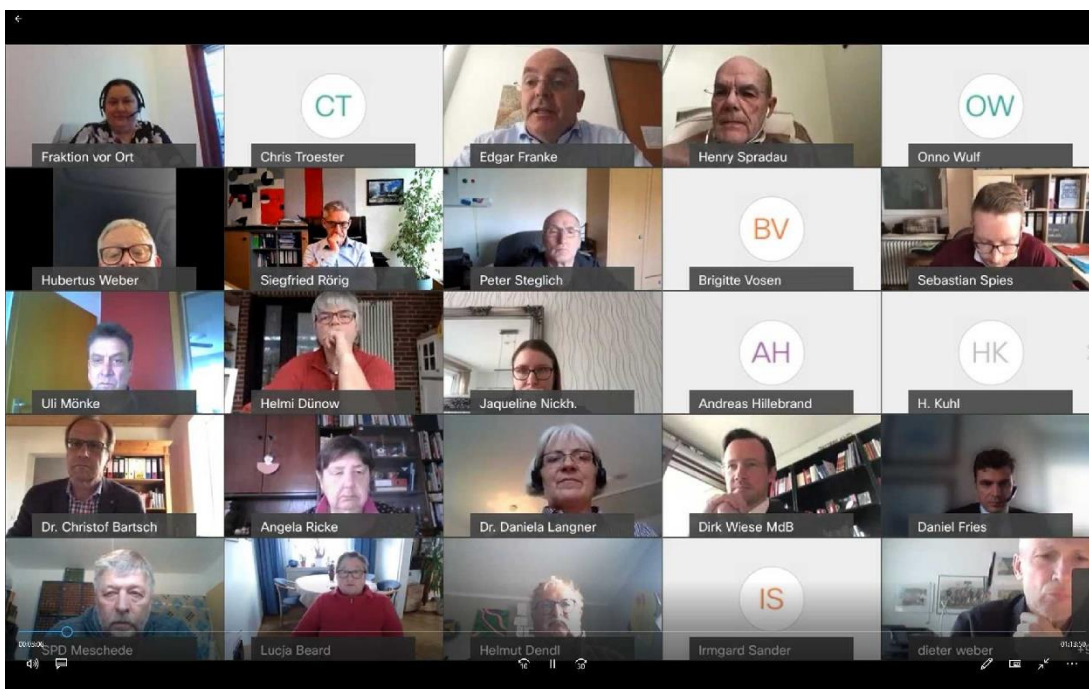 Fraktion vor Ort
CT
Chris Troester
Edgar Franke
Henry Spradau
OW
Onno Wulf
Hubertus Weber
Siegfried Rörig
Peter Steglich
BV
Brigitte Vosen
Sebastian Spies
Uli Mönke
Helmi Dünow
Jaqueline Nickh.
AH
Andreas Hillebrand
HK
H. Kuhl
Dr. Christof Bartsch
Angela Ricke
Dr. Daniela Langner
Dirk Wiese MdB
Daniel Fries
SPD Meschede
Lucja Beard
Helmut Dendl
IS
Irmgard Sander
dieter weber
10
30